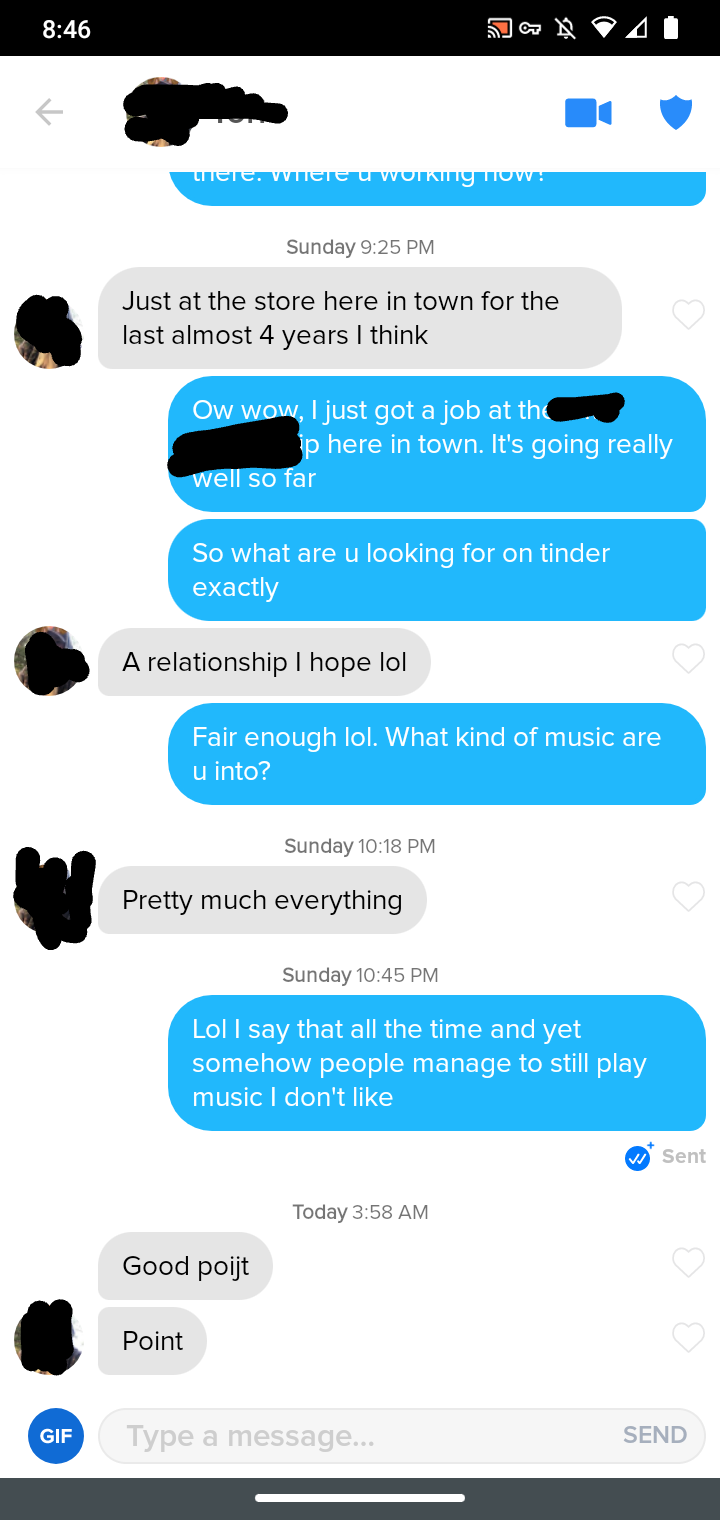 8:46
there. Where u working now?
Sunday 9:25 PM
Just at the store here in town for the
last almost 4 years I think
Ow wow, I just got a job at the
here in town. It's going really
well so far
So what are u looking for on tinder
exactly
A relationship I hope lol
Fair enough lol. What kind of music are
u into?
Sunday 10:18 PM
Pretty much everything
Sunday 10:45 PM
Lol I say that all the time and yet
somehow people manage to still play
music I don't like
Sent
Today 3:58 AM
Good poijt
Point
GIF
Type a message...
SEND